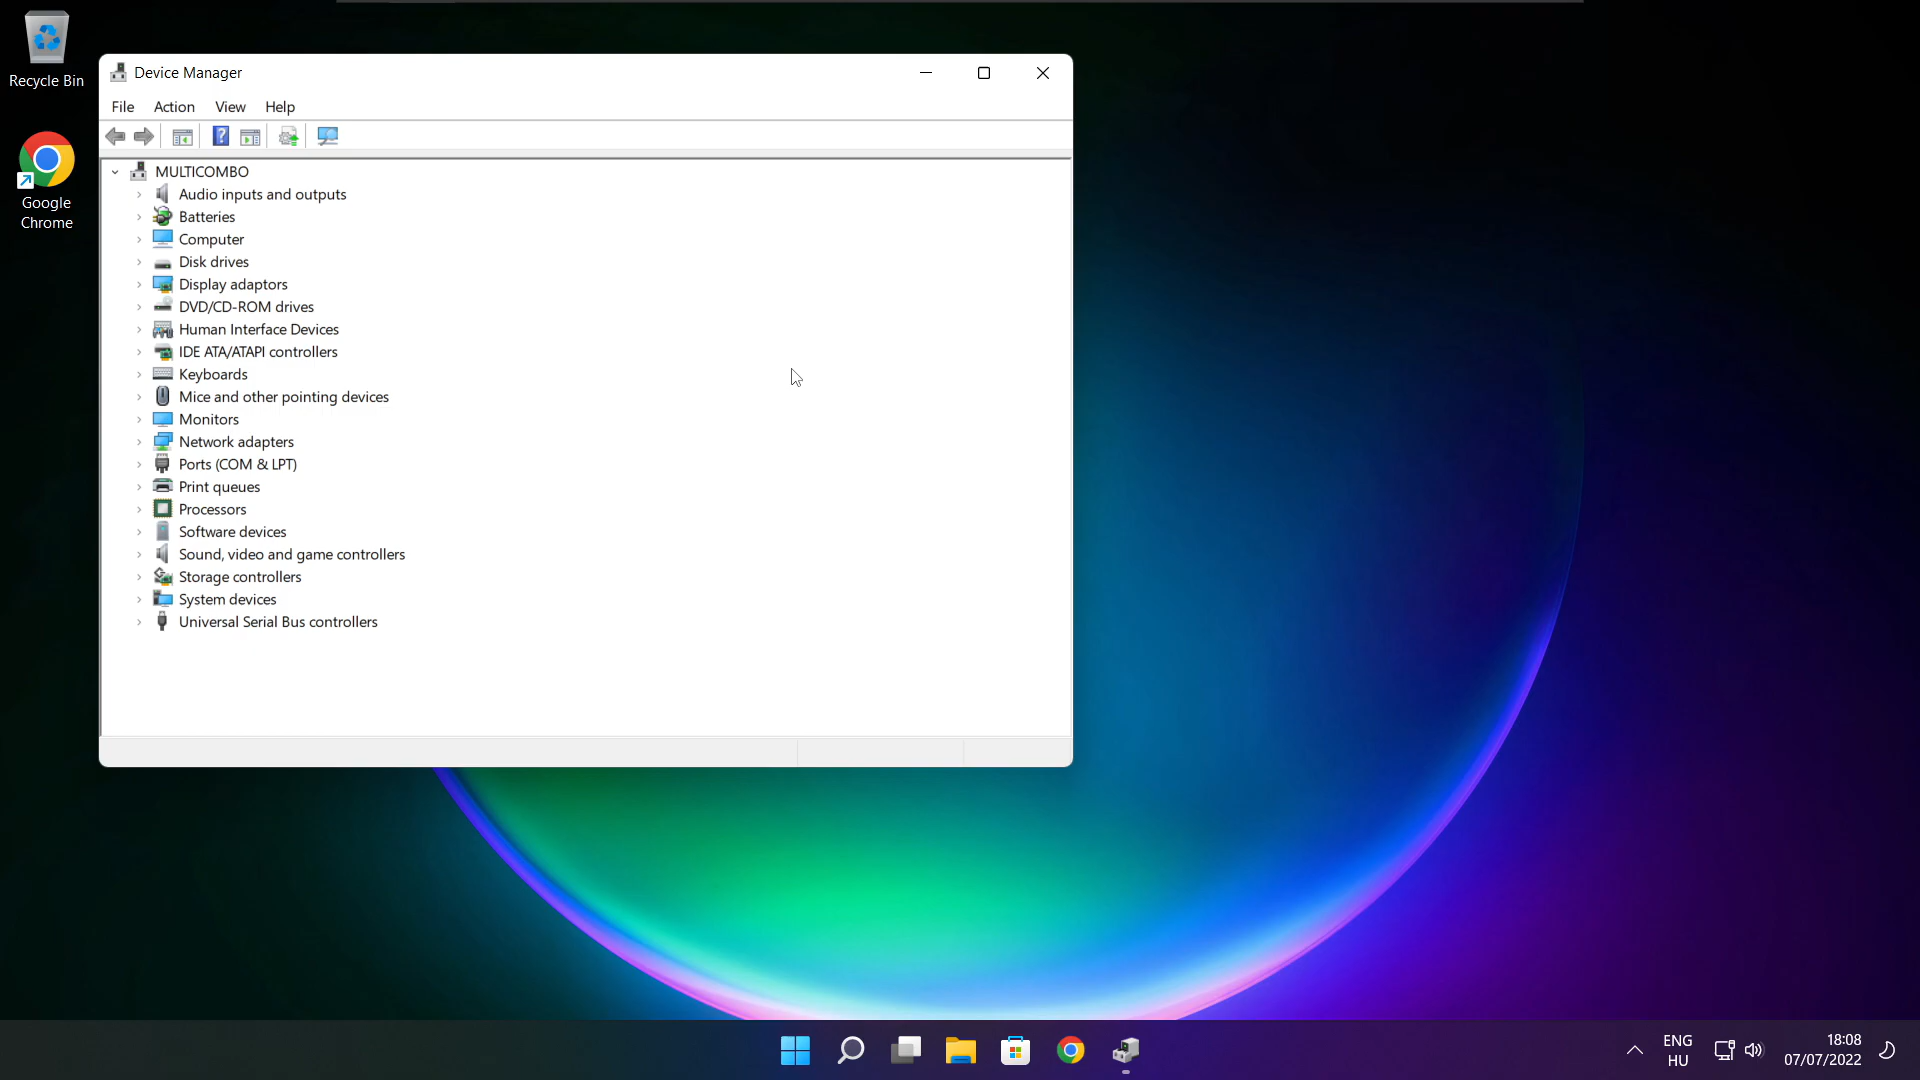 Recycle Bin
Google
Chrome
Device Manager
File Action View Help
MULTICOMBO
Audio inputs and outputs
Batteries
Computer
Disk drives
Display adaptors
DVD/CD-ROM drives
Human Interface Devices
IDE ATA/ATAPI controllers
Keyboards
Mice and other pointing devices
Monitors
Network adapters
Ports (COM & LPT)
Print queues
Processors
Software devices
Sound, video and game controllers
Storage controllers
System devices
Universal Serial Bus controllers
ENG
HU
18:08
07/07/2022